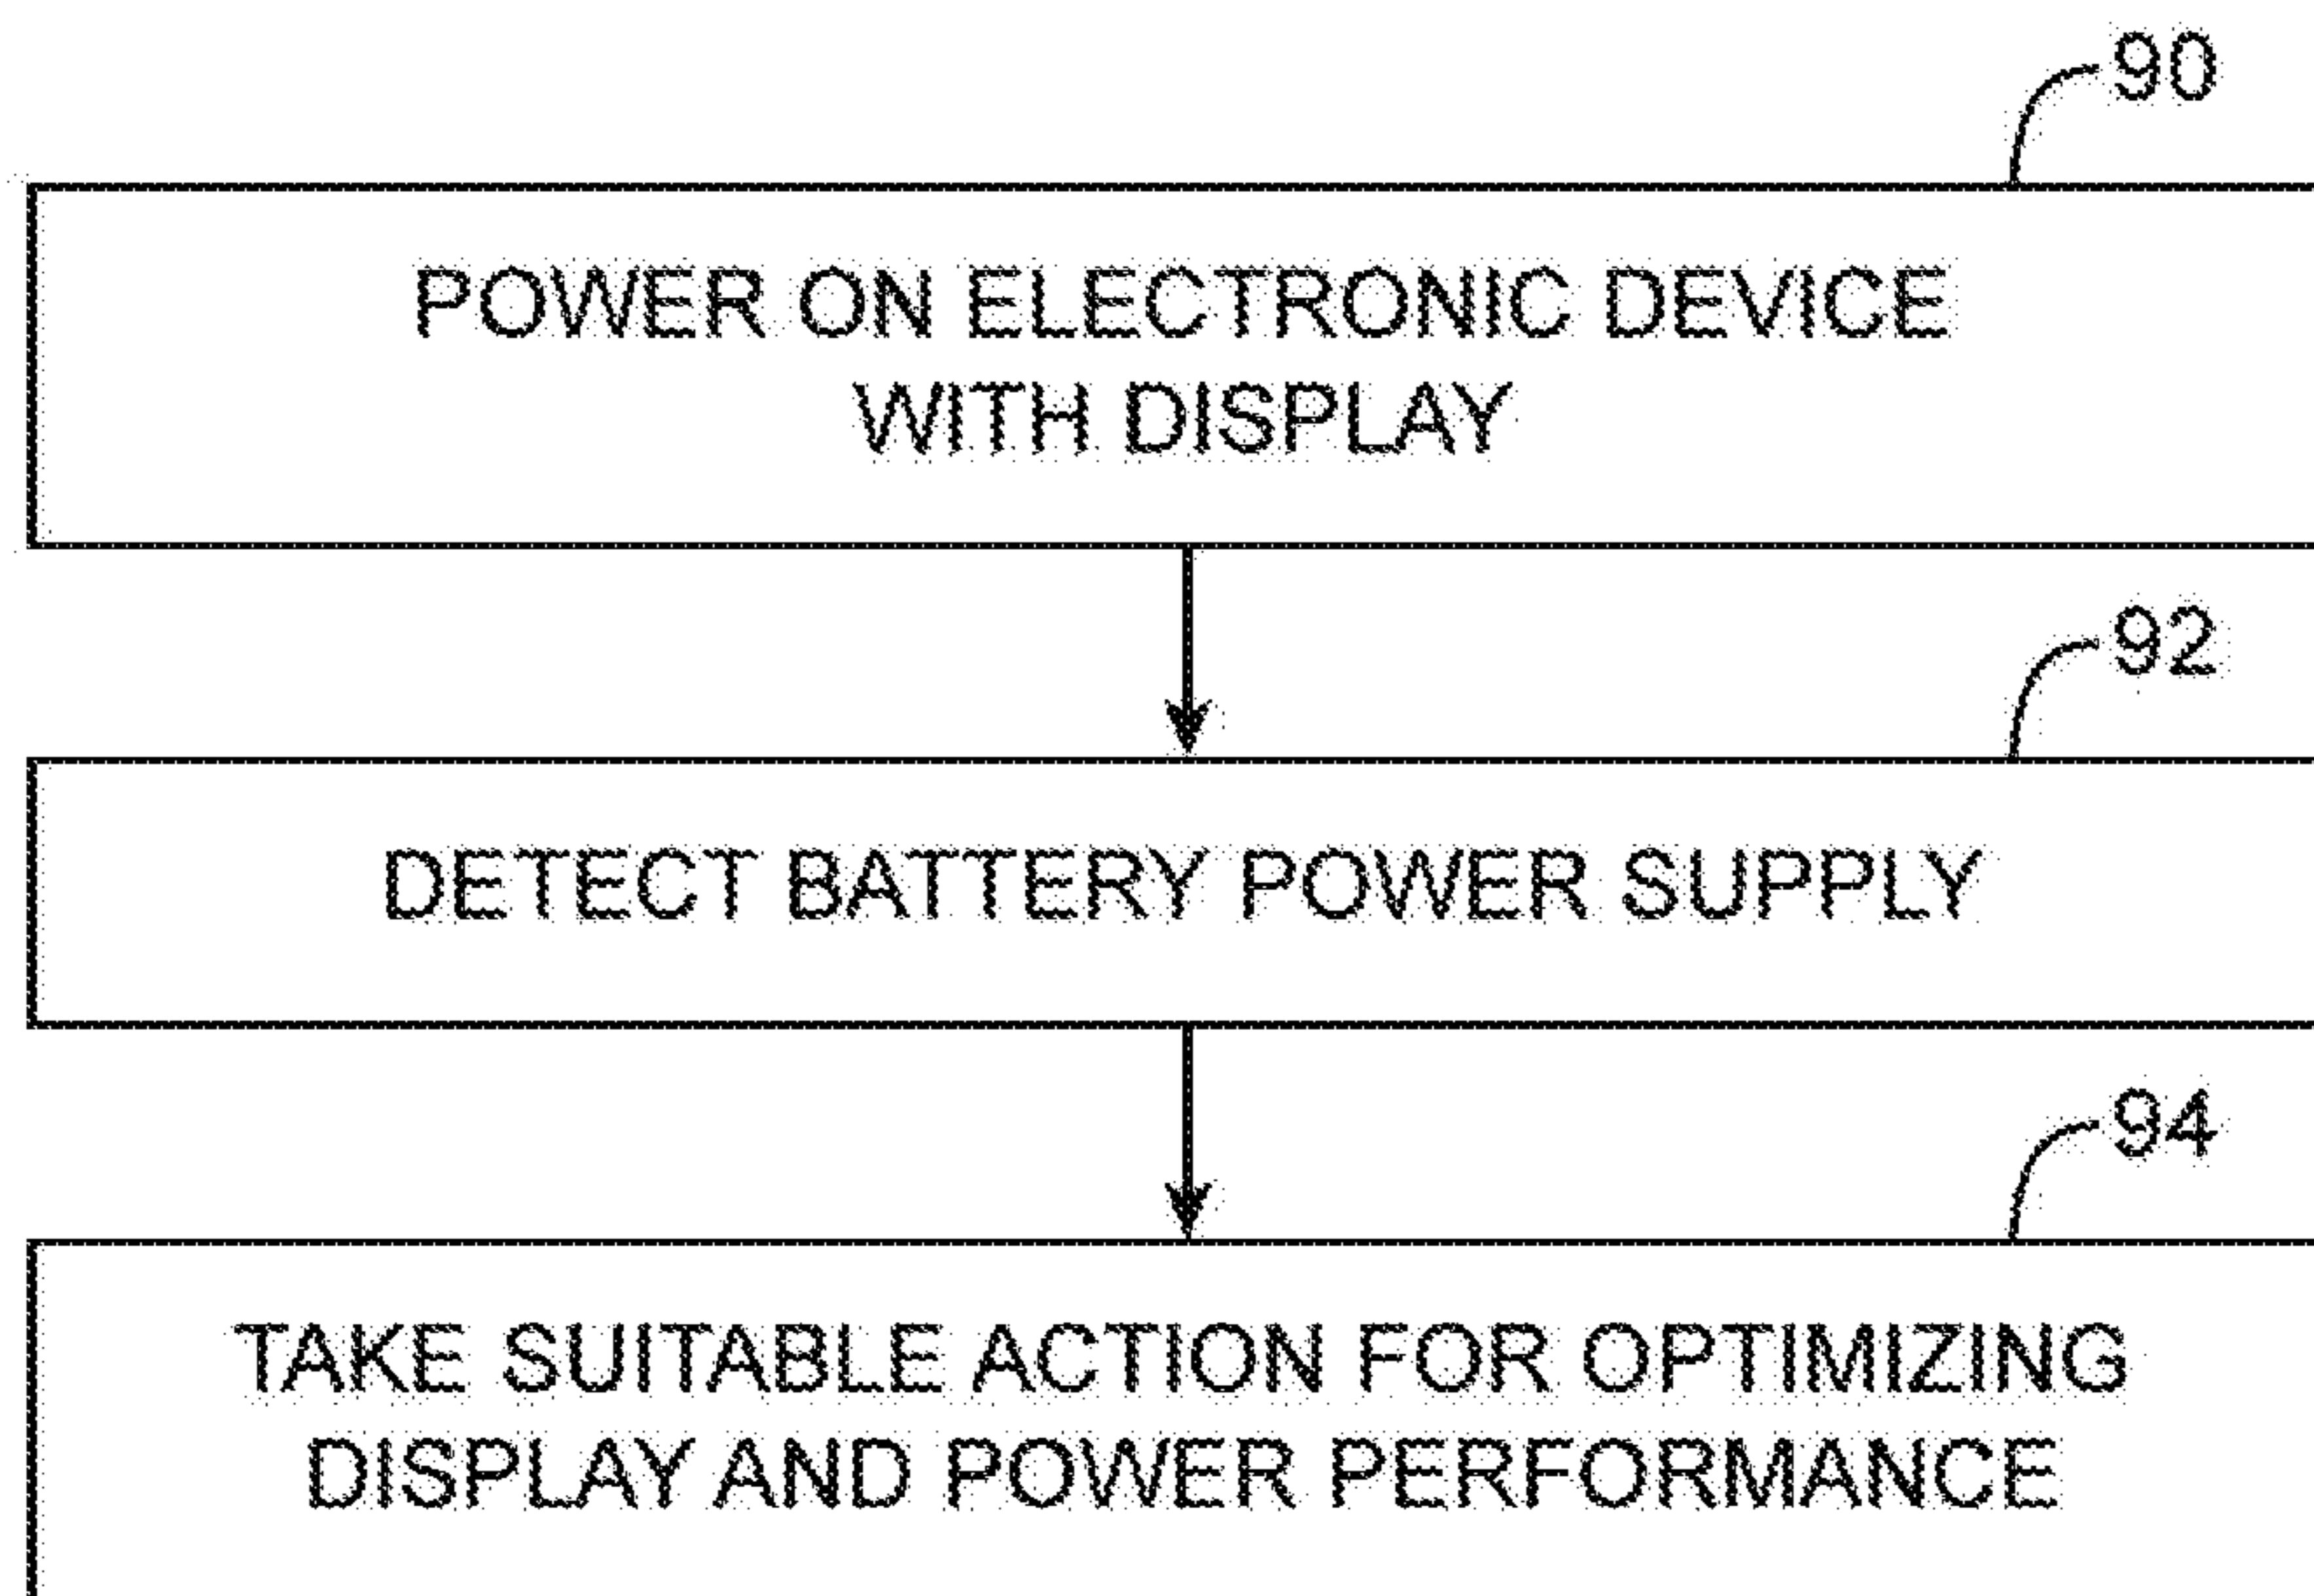 90
POWER ON ELECTRONIC DEVICE
WITH DISPLAY
92
DETECT BATTERY POWER SUPPLY
94
TAKE SUITABLE ACTION FOR OPTIMIZING
DISPLAY AND POWER PERFORMANCE